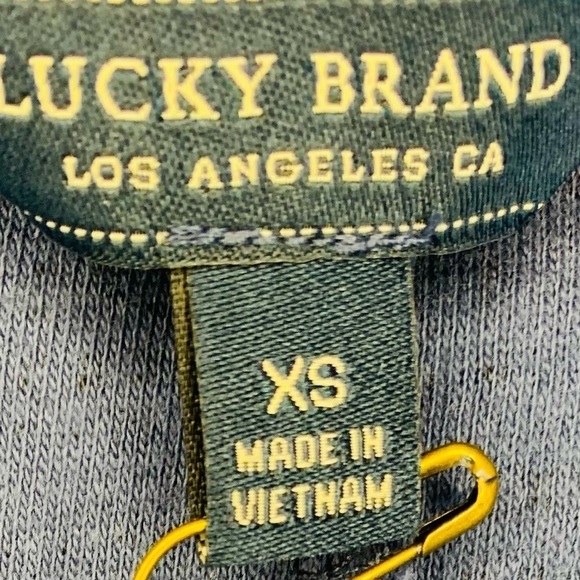 LUCKY BRAND
LOS ANGELES CA
XS
MADE IN
VIETNAM